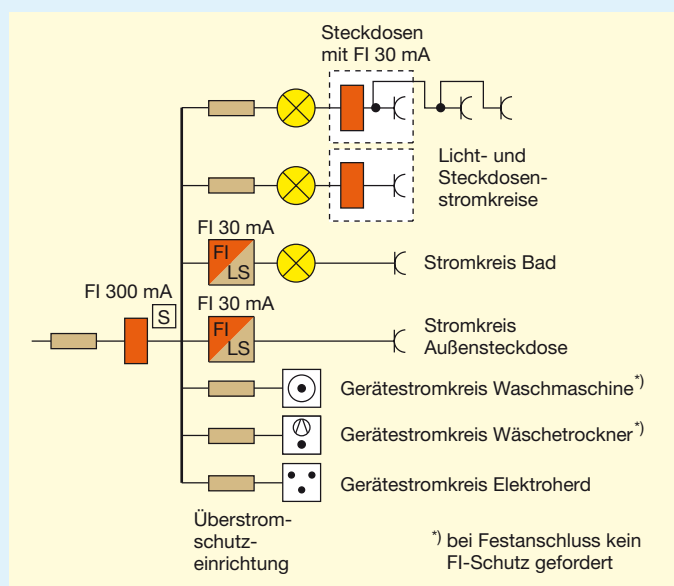 Steckdosen
mit FI 30 mA
Licht- und
Steckdosen-
stromkreise
FI 30 mA
FI
LS
Stromkreis Bad
FI 300 mA
S
FI 30 mA
FI
LS
Stromkreis
Außensteckdose
Gerätestromkreis Waschmaschine*)
Gerätestromkreis Wäschetrockner*)
Gerätestromkreis Elektroherd
Überstrom-
schutz-
einrichtung
*) bei Festanschluss kein
FI-Schutz gefordert